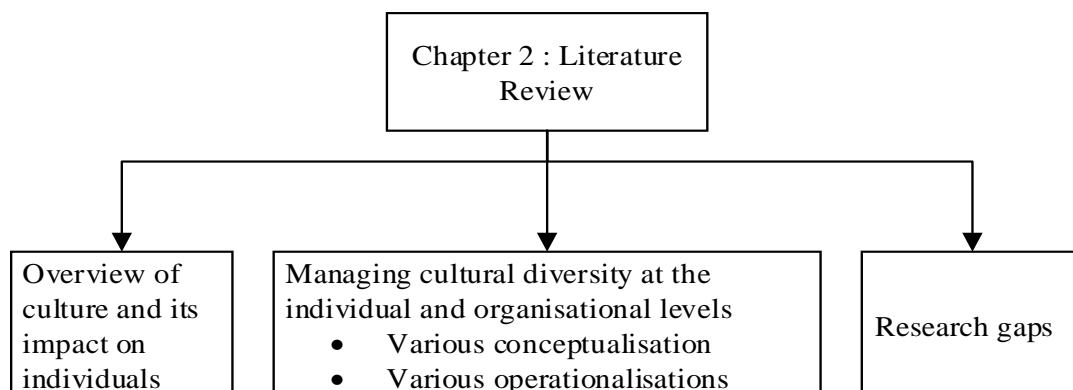 Chapter 2 : Literature
Review
Overview of
culture and its
impact on
individuals
Managing cultural diversity at the
individual and organisational levels
• Various conceptualisation
• Various operationalisations
Research gaps